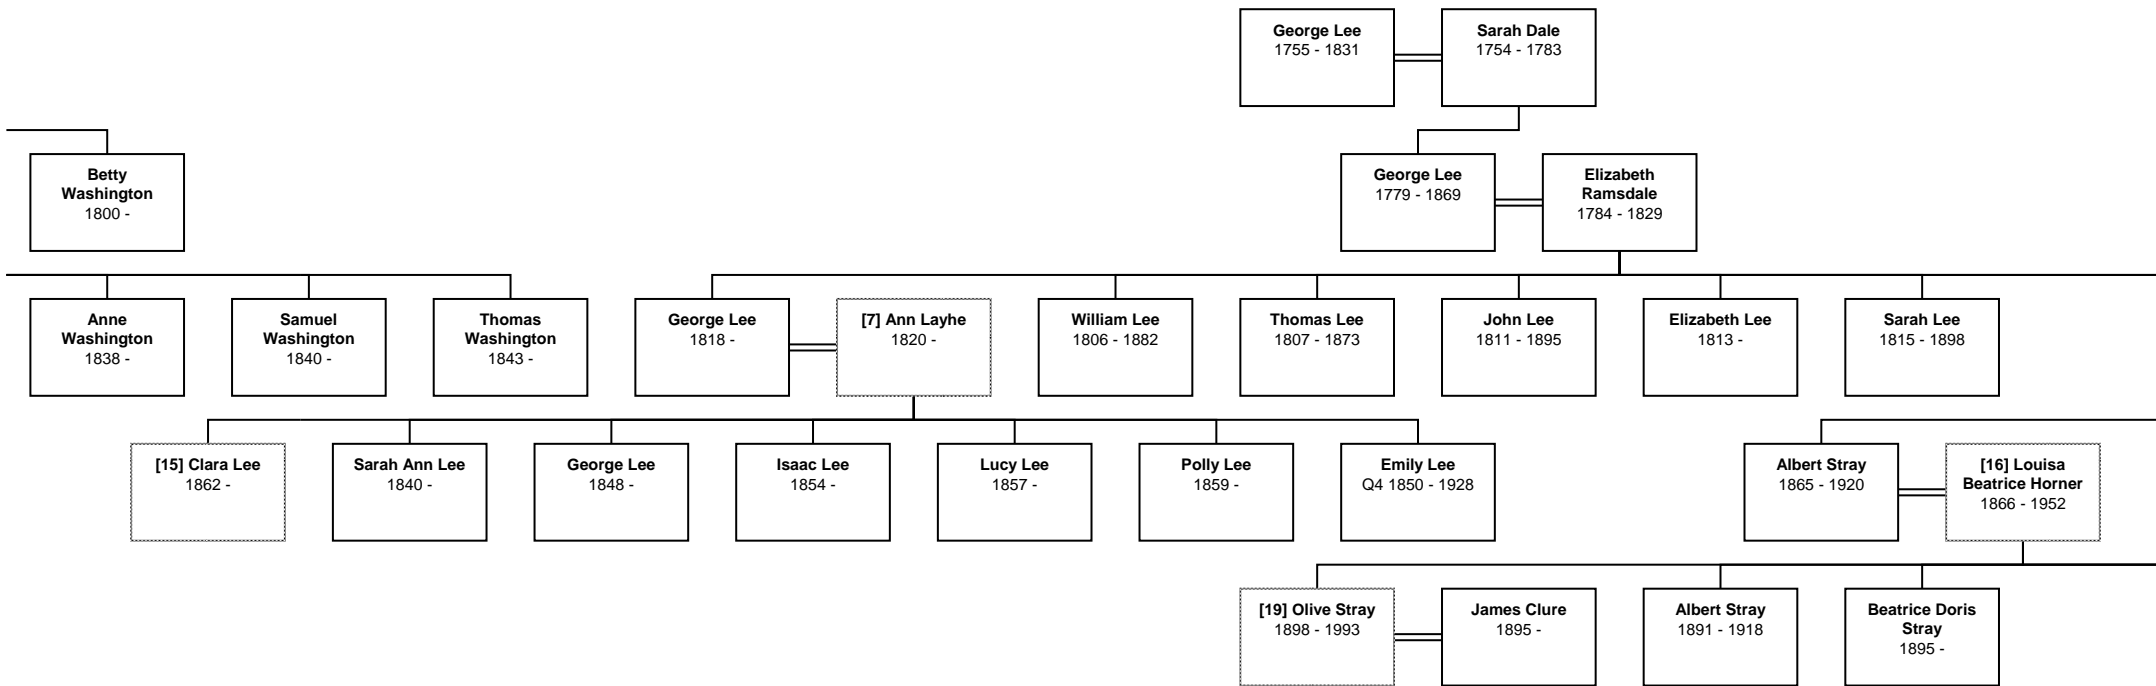 George Lee
1755 - 1831
Sarah Dale
1754 - 1783
Betty
Washington
1800 -
George Lee
1779 - 1869
Elizabeth
Ramsdale
1784 - 1829
Anne
Washington
1838 -
Samuel
Washington
1840 -
Thomas
Washington
1843 -
George Lee
1818 -
[7] Ann Layhe
1820 -
William Lee
1806 - 1882
Thomas Lee
1807 - 1873
John Lee
1811 - 1895
Elizabeth Lee
1813 -
Sarah Lee
1815 - 1898
[15] Clara Lee
1862 -
Sarah Ann Lee
1840 -
George Lee
1848 -
Isaac Lee
1854 -
Lucy Lee
1857 -
Polly Lee
1859 -
Emily Lee
Q4 1850 - 1928
Albert Stray
1865 - 1920
[16] Louisa
Beatrice Horner
1866 - 1952
[19] Olive Stray
1898 - 1993
James Clure
1895 -
Albert Stray
1891 - 1918
Beatrice Doris
Stray
1895 -